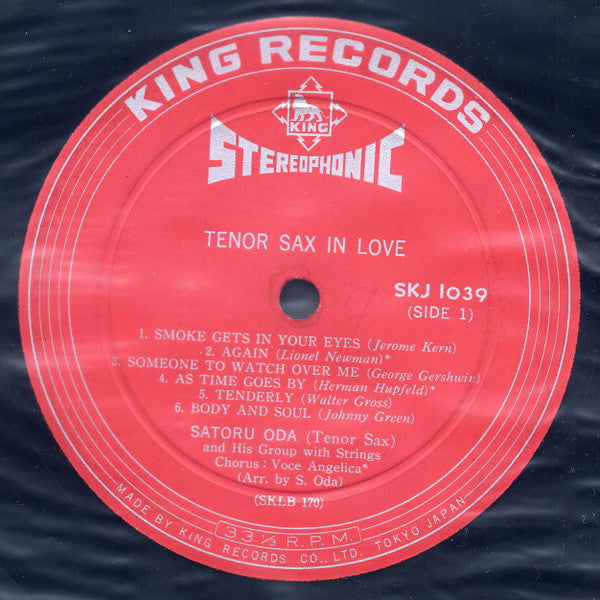 KING RECORDS
KING
STEREOPHONIC
TENOR SAX IN LOVE
SKJ 1039
(SIDE 1)
1. SMOKE GETS IN YOUR EYES (Jerome Kern)
2. AGAIN (Lionel Newman)*
3. SOMEONE TO WATCH OVER ME (George Gershwin)
4. AS TIME GOES BY (Herman Hupfeld)*
5. TENDERLY (Walter Gross)
6. BODY AND SOUL (Johnny Green)
SATORU ODA (Tenor Sax)
and His Group with Strings
Chorus : Voce Angelica*
(Arr. by S. Oda)
(SKLB 170)
33⅓ R.P.M.
MADE BY KING RECORDS CO. LTD. TOKYO JAPAN